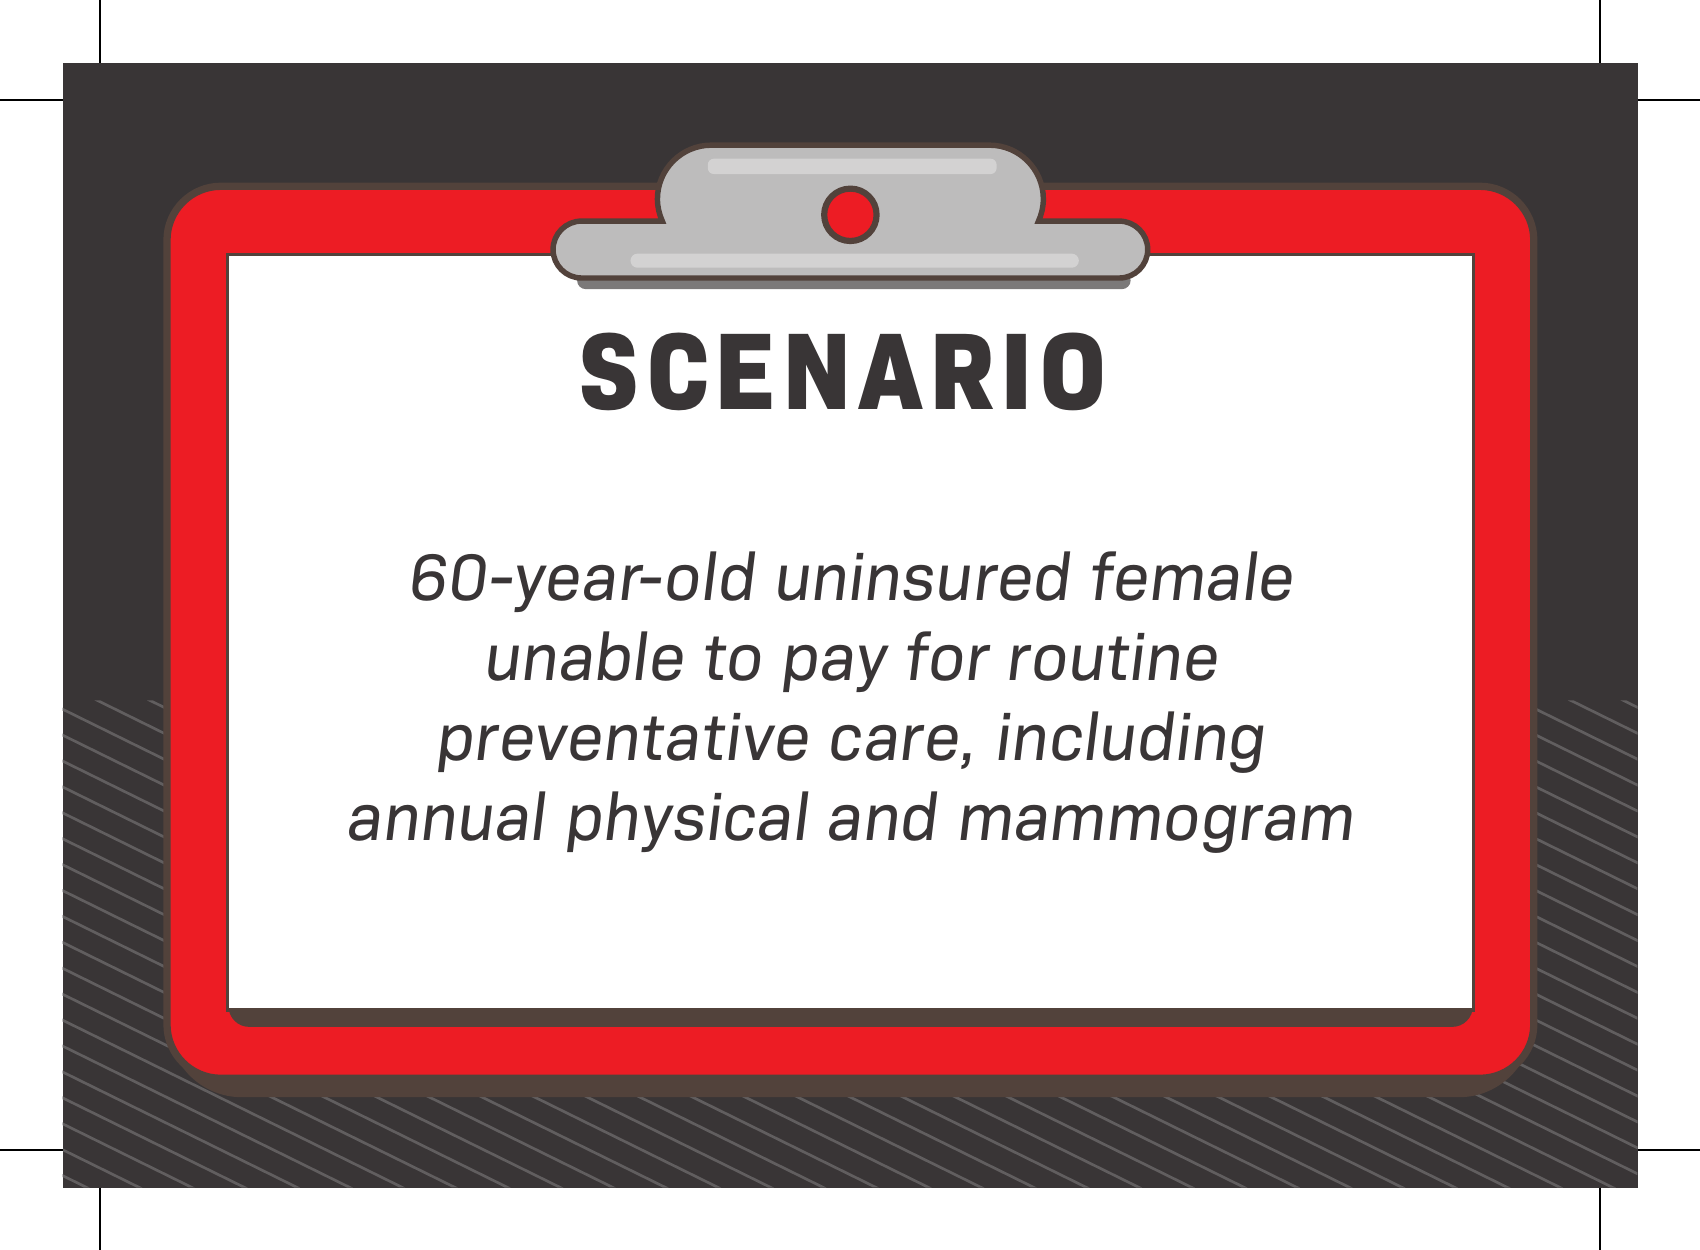 SCENARIO
60-year-old uninsured female
unable to pay for routine
preventative care, including
annual physical and mammogram